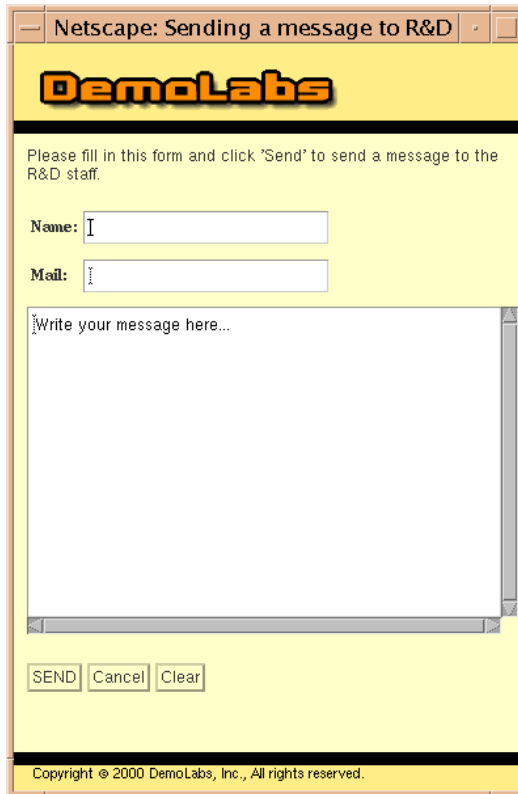 Netscape: Sending a message to R&D
DemoLabs
Please fill in this form and click 'Send' to send a message to the
R&D staff.
Name:
Mail:
Write your message here...
SEND Cancel Clear
Copyright © 2000 DemoLabs, Inc., All rights reserved.